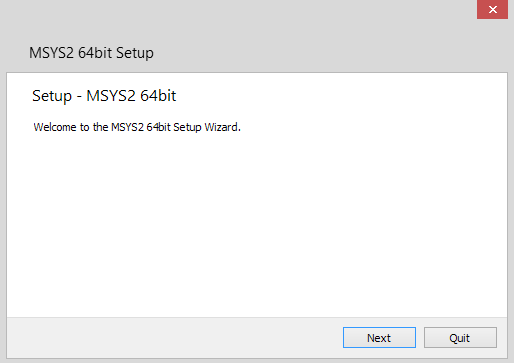 MSYS2 64bit Setup
Setup - MSYS2 64bit
Welcome to the MSYS2 64bit Setup Wizard.
Next
Quit